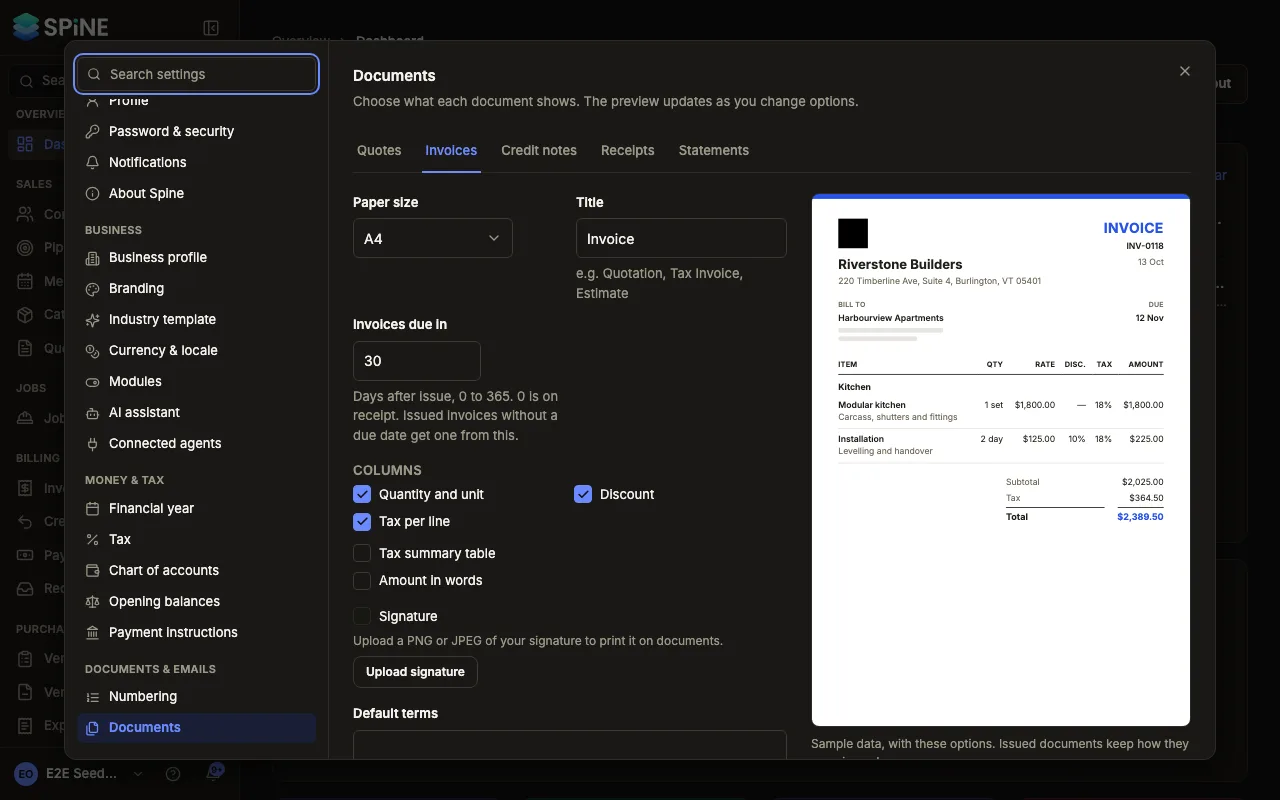 SPiNE
Overview
Dashboard
Search settings
Profile
Password & security
Notifications
About Spine
BUSINESS
Business profile
Branding
Industry template
Currency & locale
Modules
AI assistant
Connected agents
MONEY & TAX
Financial year
Tax
Chart of accounts
Opening balances
Payment instructions
DOCUMENTS & EMAILS
Numbering
Documents
SALES
JOBS
BILLING
E2E Seed...
EO
9+
Documents
Choose what each document shows. The preview updates as you change options.
Quotes
Invoices
Credit notes
Receipts
Statements
Paper size
A4
Title
Invoice
e.g. Quotation, Tax Invoice,
Estimate
Invoices due in
30
Days after issue, 0 to 365. 0 is on
receipt. Issued invoices without a
due date get one from this.
COLUMNS
Quantity and unit
Discount
Tax per line
Tax summary table
Amount in words
Signature
Upload a PNG or JPEG of your signature to print it on documents.
Upload signature
Default terms
INVOICE
INV-0118
13 Oct
Riverstone Builders
220 Timberline Ave, Suite 4, Burlington, VT 05401
BILL TO
DUE
Harbourview Apartments
12 Nov
ITEM QTY RATE DISC. TAX AMOUNT
Kitchen
Modular kitchen 1 set $1,800.00 — 18% $1,800.00
Carcass, shutters and fittings
Installation 2 day $125.00 10% 18% $225.00
Levelling and handover
Subtotal $2,025.00
Tax $364.50
Total $2,389.50
Sample data, with these options. Issued documents keep how they